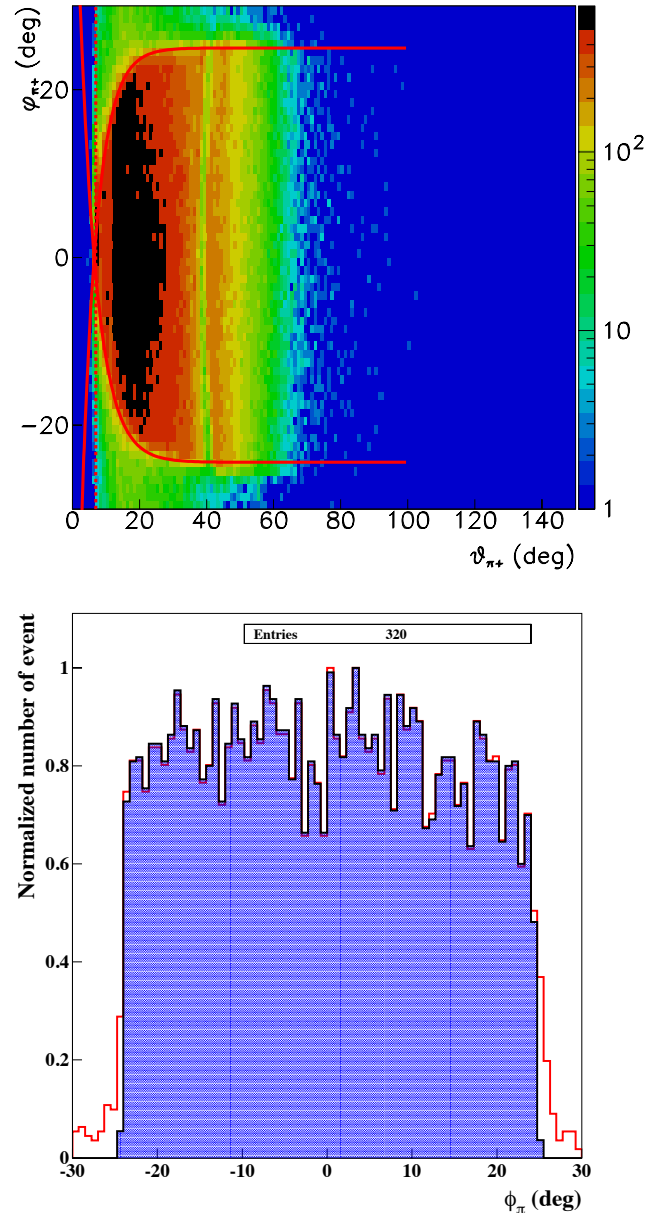 φπ+ (deg)
20
0
−20
0 20 40 60 80 100 120 140
ϑπ+ (deg)
10²
10
1
Entries 320
Normalized number of event
1
0.8
0.6
0.4
0.2
0
-30 -20 -10 0 10 20 30
ϕπ (deg)